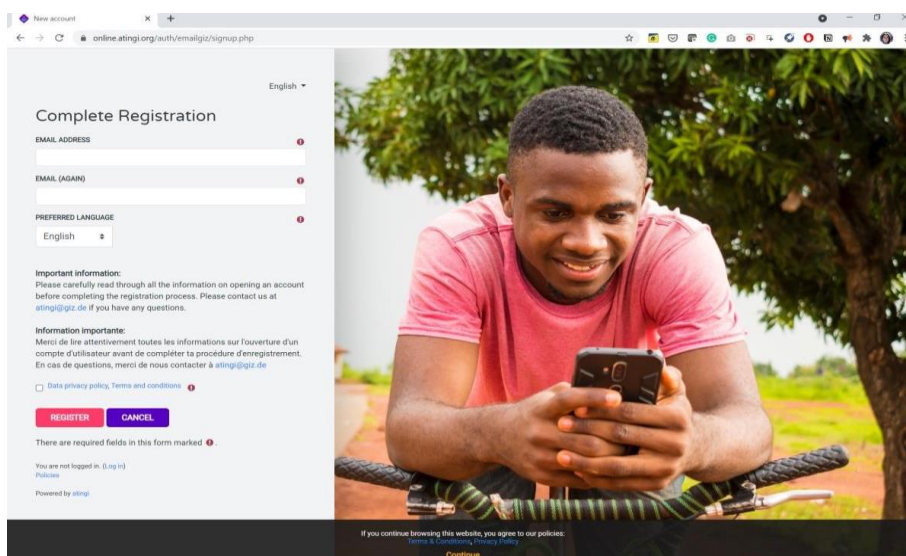 New account
online.atingi.org/auth/emailgiz/signup.php
English
Complete Registration
EMAIL ADDRESS
EMAIL (AGAIN)
PREFERRED LANGUAGE
English
Important information:
Please carefully read through all the information on opening an account
before completing the registration process. Please contact us at
atingi@giz.de if you have any questions.
Information importante:
Merci de lire attentivement toutes les informations sur l'ouverture d'un
compte d'utilisateur avant de compléter ta procédure d'enregistrement.
En cas de questions, merci de nous contacter à atingi@giz.de
Data privacy policy, Terms and conditions
REGISTER
CANCEL
There are required fields in this form marked .
You are not logged in. (Log in)
Policies
Powered by atingi
If you continue browsing this website, you agree to our policies:
Terms & Conditions, Privacy Policy
Continue